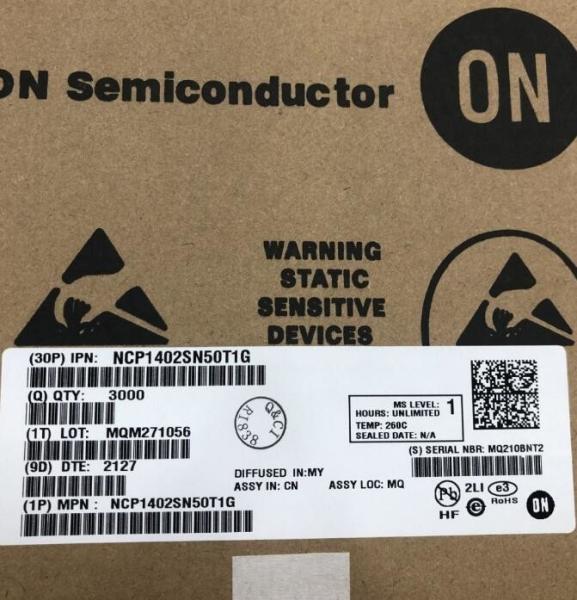 ON Semiconductor
ON
WARNING
STATIC
SENSITIVE
DEVICES
(30P) IPN: NCP1402SN50T1G
(Q) QTY: 3000
(1T) LOT: MQM271056
(9D) DTE: 2127
(1P) MPN : NCP1402SN50T1G
Q&CI
R1838
DIFFUSED IN:MY
ASSY IN: CN ASSY LOC: MQ
MS LEVEL: 1
HOURS: UNLIMITED
TEMP: 260C
SEALED DATE: N/A
(S) SERIAL NBR: MQ210BNT2
Pb 2LI e3
HF e RoHS ON